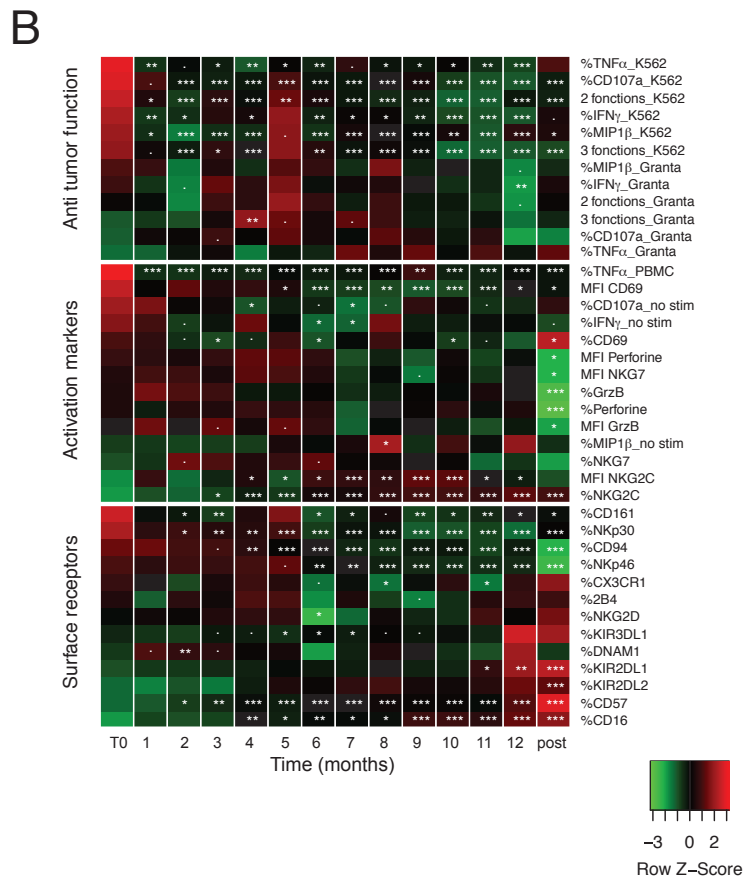 B
Anti tumor function
** . * ** * ** . * * * ** *** %TNFα_K562
. *** *** *** *** *** *** *** *** *** *** *** *** %CD107a_K562
* *** *** *** ** *** *** *** *** *** *** *** *** 2 fonctions_K562
** * ** * ** * * ** *** *** *** . %IFNγ_K562
* *** *** *** . *** *** *** *** ** *** *** * %MIP1β_K562
. *** * *** ** *** *** *** *** *** *** *** 3 fonctions_K562
. %MIP1β_Granta
. ** %IFNγ_Granta
. 2 fonctions_Granta
** . . 3 fonctions_Granta
. %CD107a_Granta
%TNFα_Granta
Activation markers
*** *** *** *** *** *** *** *** ** *** *** *** *** %TNFα_PBMC
* *** *** ** *** *** *** * * MFI CD69
* . * . . %CD107a_no stim
. * * . %IFNγ_no stim
. * . * * . * %CD69
* MFI Perforine
. * MFI NKG7
*** %GrzB
*** %Perforine
. . * MFI GrzB
* %MIP1β_no stim
. . %NKG7
* * * *** ** *** *** * * MFI NKG2C
* *** *** *** *** *** *** *** *** *** *** %NKG2C
Surface receptors
* ** * * . ** * ** * * %CD161
* ** ** *** *** *** *** *** *** *** *** *** %NKp30
. ** *** *** *** *** *** *** *** *** *** %CD94
. ** ** *** *** *** *** *** *** %NKp46
. * * %CX3CR1
. %2B4
* %NKG2D
. . * * * . . %KIR3DL1
. ** . %DNAM1
* ** *** %KIR2DL1
*** %KIR2DL2
* ** *** *** *** *** *** *** *** *** *** *** %CD57
** * ** * * *** *** *** *** *** %CD16
T0 1 2 3 4 5 6 7 8 9 10 11 12 post
Time (months)
−3 0 2
Row Z−Score